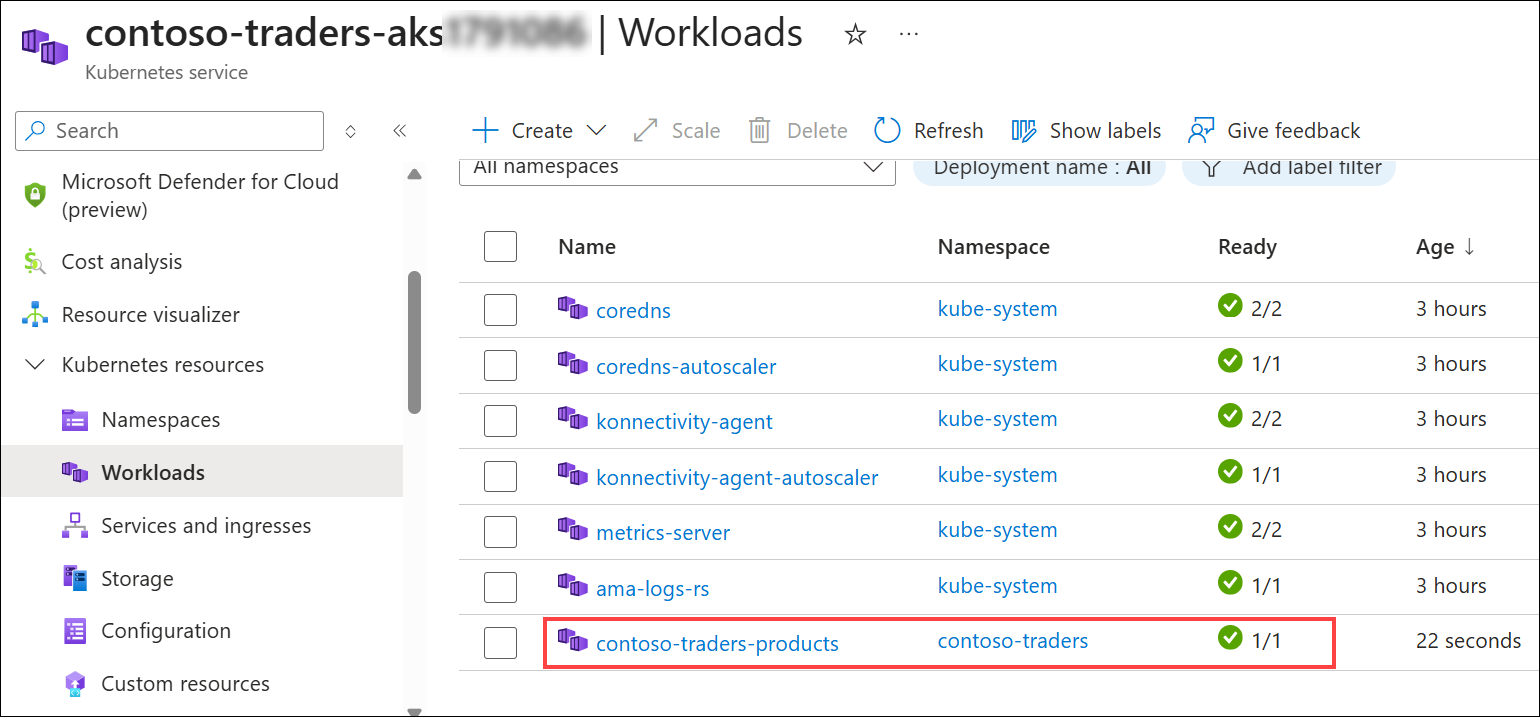 contoso-traders-aks | Workloads
Kubernetes service
Search
Create
Scale
Delete
Refresh
Show labels
Give feedback
All namespaces
Deployment name : All
Add label filter
Microsoft Defender for Cloud
(preview)
Cost analysis
Resource visualizer
Kubernetes resources
Namespaces
Workloads
Services and ingresses
Storage
Configuration
Custom resources
Name Namespace Ready Age ↓
coredns kube-system 2/2 3 hours
coredns-autoscaler kube-system 1/1 3 hours
konnectivity-agent kube-system 2/2 3 hours
konnectivity-agent-autoscaler kube-system 1/1 3 hours
metrics-server kube-system 2/2 3 hours
ama-logs-rs kube-system 1/1 3 hours
contoso-traders-products contoso-traders 1/1 22 seconds